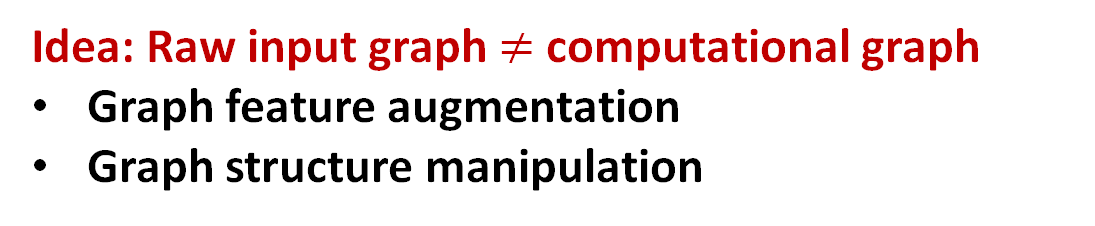 Idea: Raw input graph ≠ computational graph
• Graph feature augmentation
• Graph structure manipulation